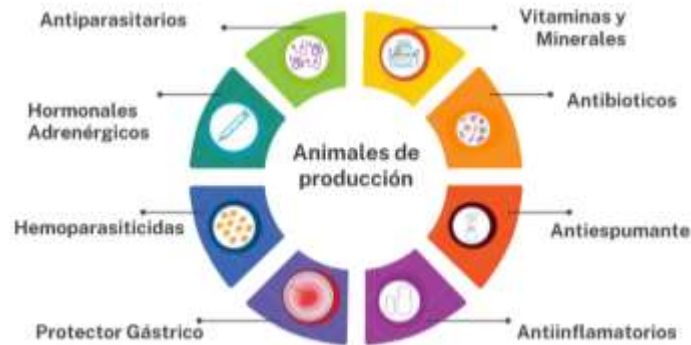 Antiparasitarios
Vitaminas y
Minerales
Hormonales
Adrenérgicos
Antibioticos
Animales de
producción
Hemoparasiticidas
Antiespumante
Protector Gástrico
Antiinflamatorios